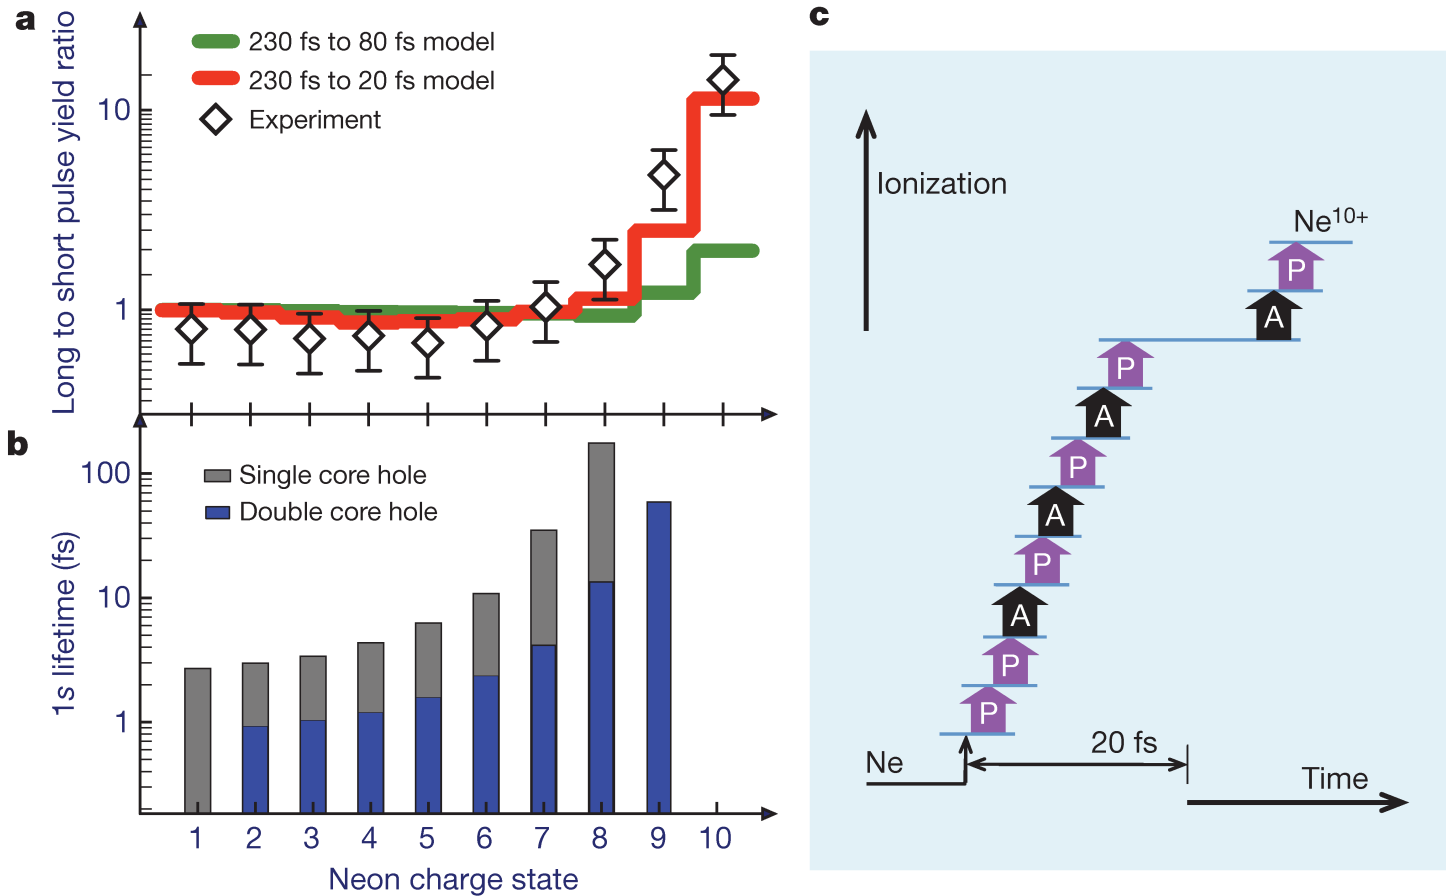 a
Long to short pulse yield ratio
10
1
230 fs to 80 fs model
230 fs to 20 fs model
Experiment
b
1s lifetime (fs)
100
10
1
Single core hole
Double core hole
1 2 3 4 5 6 7 8 9 10
Neon charge state
c
Ionization
Ne¹⁰⁺
P
A
P
A
P
A
P
A
P
P
20 fs
Ne
Time